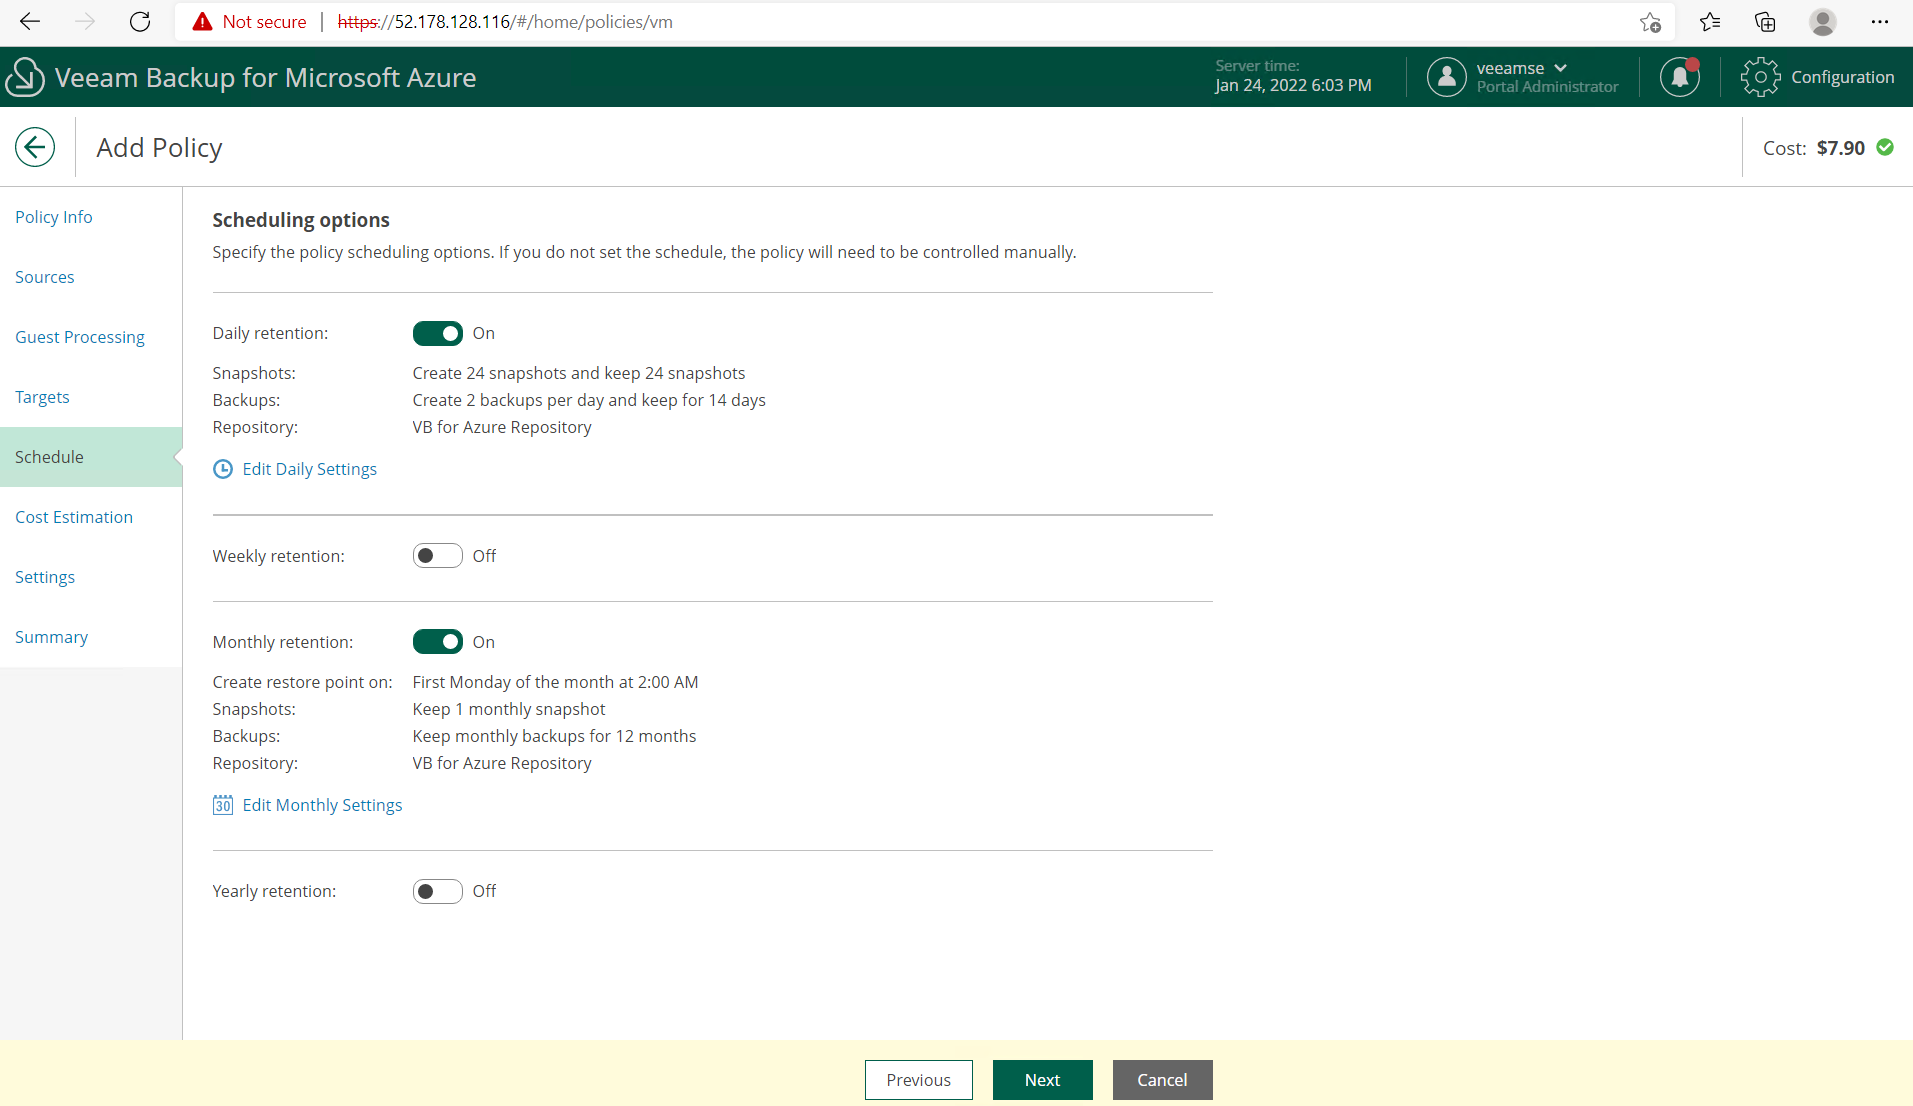 Not secure | https://52.178.128.116/#/home/policies/vm
Veeam Backup for Microsoft Azure
Server time:
Jan 24, 2022 6:03 PM
veeamse
Portal Administrator
Configuration
Add Policy
Cost: $7.90
Policy Info
Sources
Guest Processing
Targets
Schedule
Cost Estimation
Settings
Summary
Scheduling options
Specify the policy scheduling options. If you do not set the schedule, the policy will need to be controlled manually.
Daily retention: On
Snapshots: Create 24 snapshots and keep 24 snapshots
Backups: Create 2 backups per day and keep for 14 days
Repository: VB for Azure Repository
Edit Daily Settings
Weekly retention: Off
Monthly retention: On
Create restore point on: First Monday of the month at 2:00 AM
Snapshots: Keep 1 monthly snapshot
Backups: Keep monthly backups for 12 months
Repository: VB for Azure Repository
30 Edit Monthly Settings
Yearly retention: Off
Previous
Next
Cancel